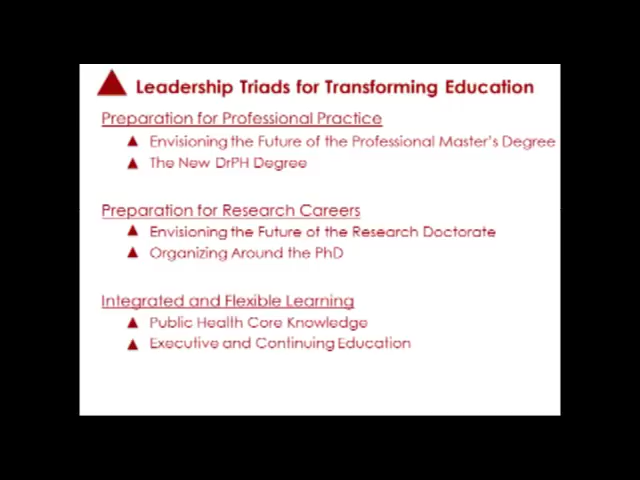 Leadership Triads for Transforming Education
Preparation for Professional Practice
Envisioning the Future of the Professional Master's Degree
The New DrPH Degree
Preparation for Research Careers
Envisioning the Future of the Research Doctorate
Organizing Around the PhD
Integrated and Flexible Learning
Public Health Core Knowledge
Executive and Continuing Education